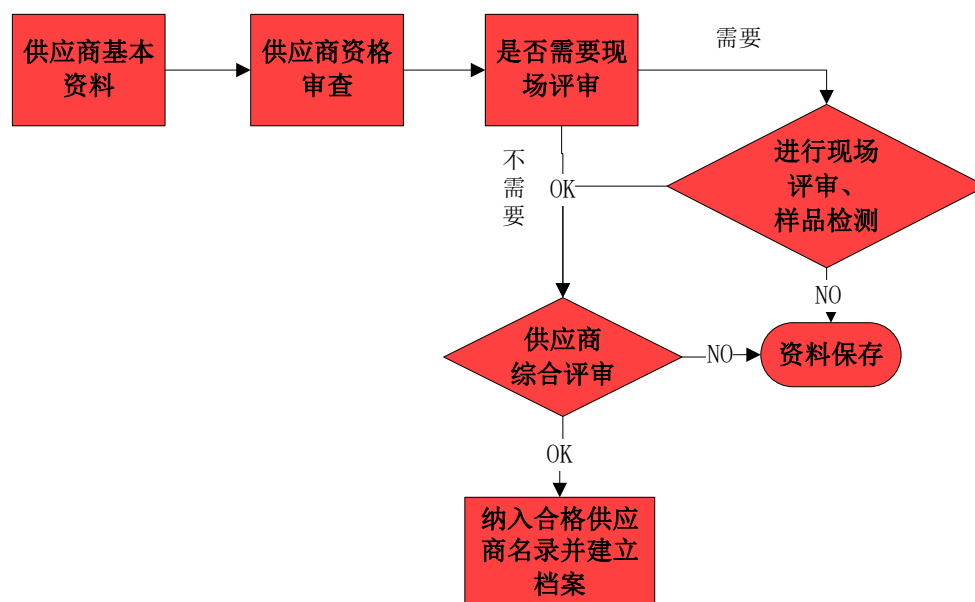 供应商基本
资料
供应商资格
审查
是否需要现
场评审
需要
不
需
要
OK
进行现场
评审、
样品检测
NO
供应商
综合评审
NO
资料保存
OK
纳入合格供应
商名录并建立
档案